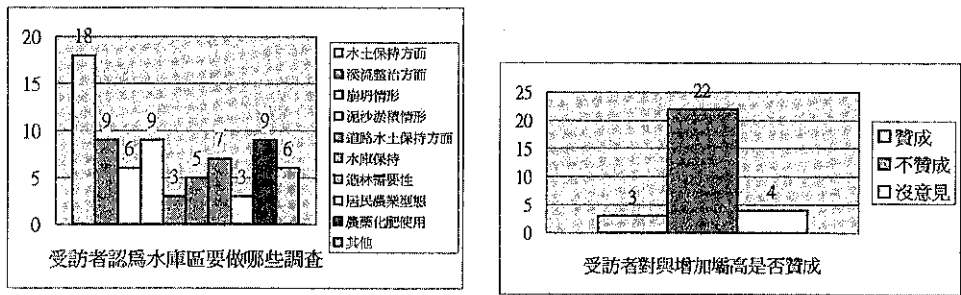 20
15
10
5
0
18
9
6
9
3
5
7
3
9
6
水土保持方面
溪流整治方面
崩坍情形
泥沙淤積情形
道路水土保持方面
水庫保持
造林需要性
居民農業型態
農藥化肥使用
其他
受訪者認爲水庫區要做哪些調查
25
20
15
10
5
0
3
22
4
贊成
不贊成
沒意見
受訪者對與增加壩高是否贊成